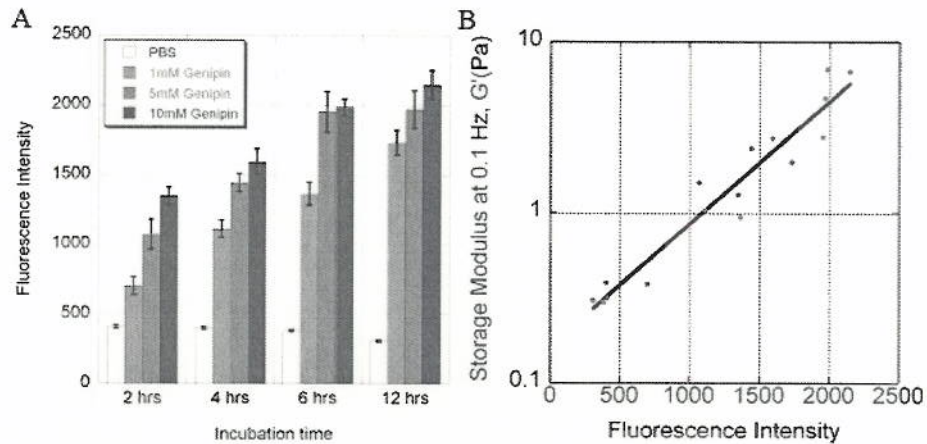 A
2500
2000
1500
1000
500
0
Fluorescence Intensity
PBS
1mM Genipin
5mM Genipin
10mM Genipin
2 hrs
4 hrs
6 hrs
12 hrs
Incubation time
B
10
1
0.1
Storage Modulus at 0.1 Hz, G'(Pa)
0 500 1000 1500 2000 2500
Fluorescence Intensity